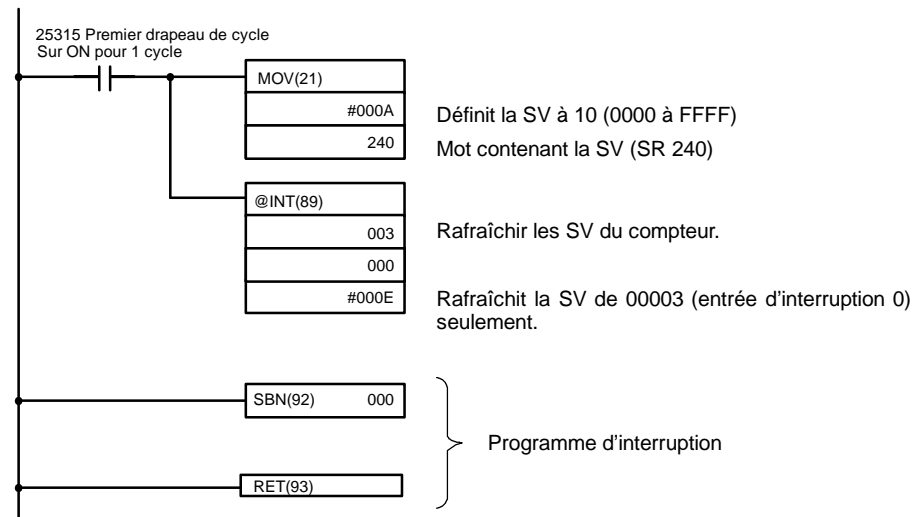 25315 Premier drapeau de cycle
Sur ON pour 1 cycle
MOV(21)
#000A
Définit la SV à 10 (0000 à FFFF)
240
Mot contenant la SV (SR 240)
@INT(89)
003
Rafraîchir les SV du compteur.
000
#000E
Rafraîchit la SV de 00003 (entrée d'interruption 0)
seulement.
SBN(92) 000
Programme d'interruption
RET(93)